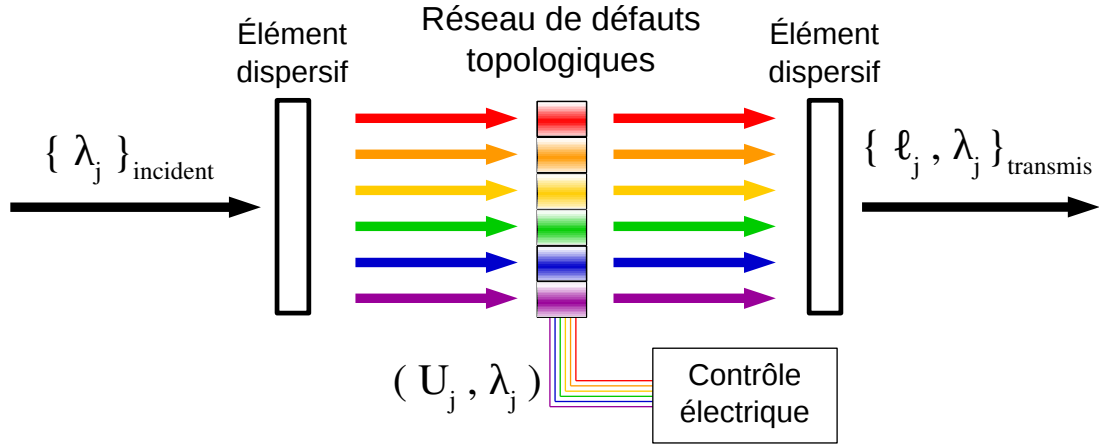 Élément
dispersif
Réseau de défauts
topologiques
Élément
dispersif
{ λj }incident
{ ℓj , λj }transmis
( Uj , λj )
Contrôle
électrique